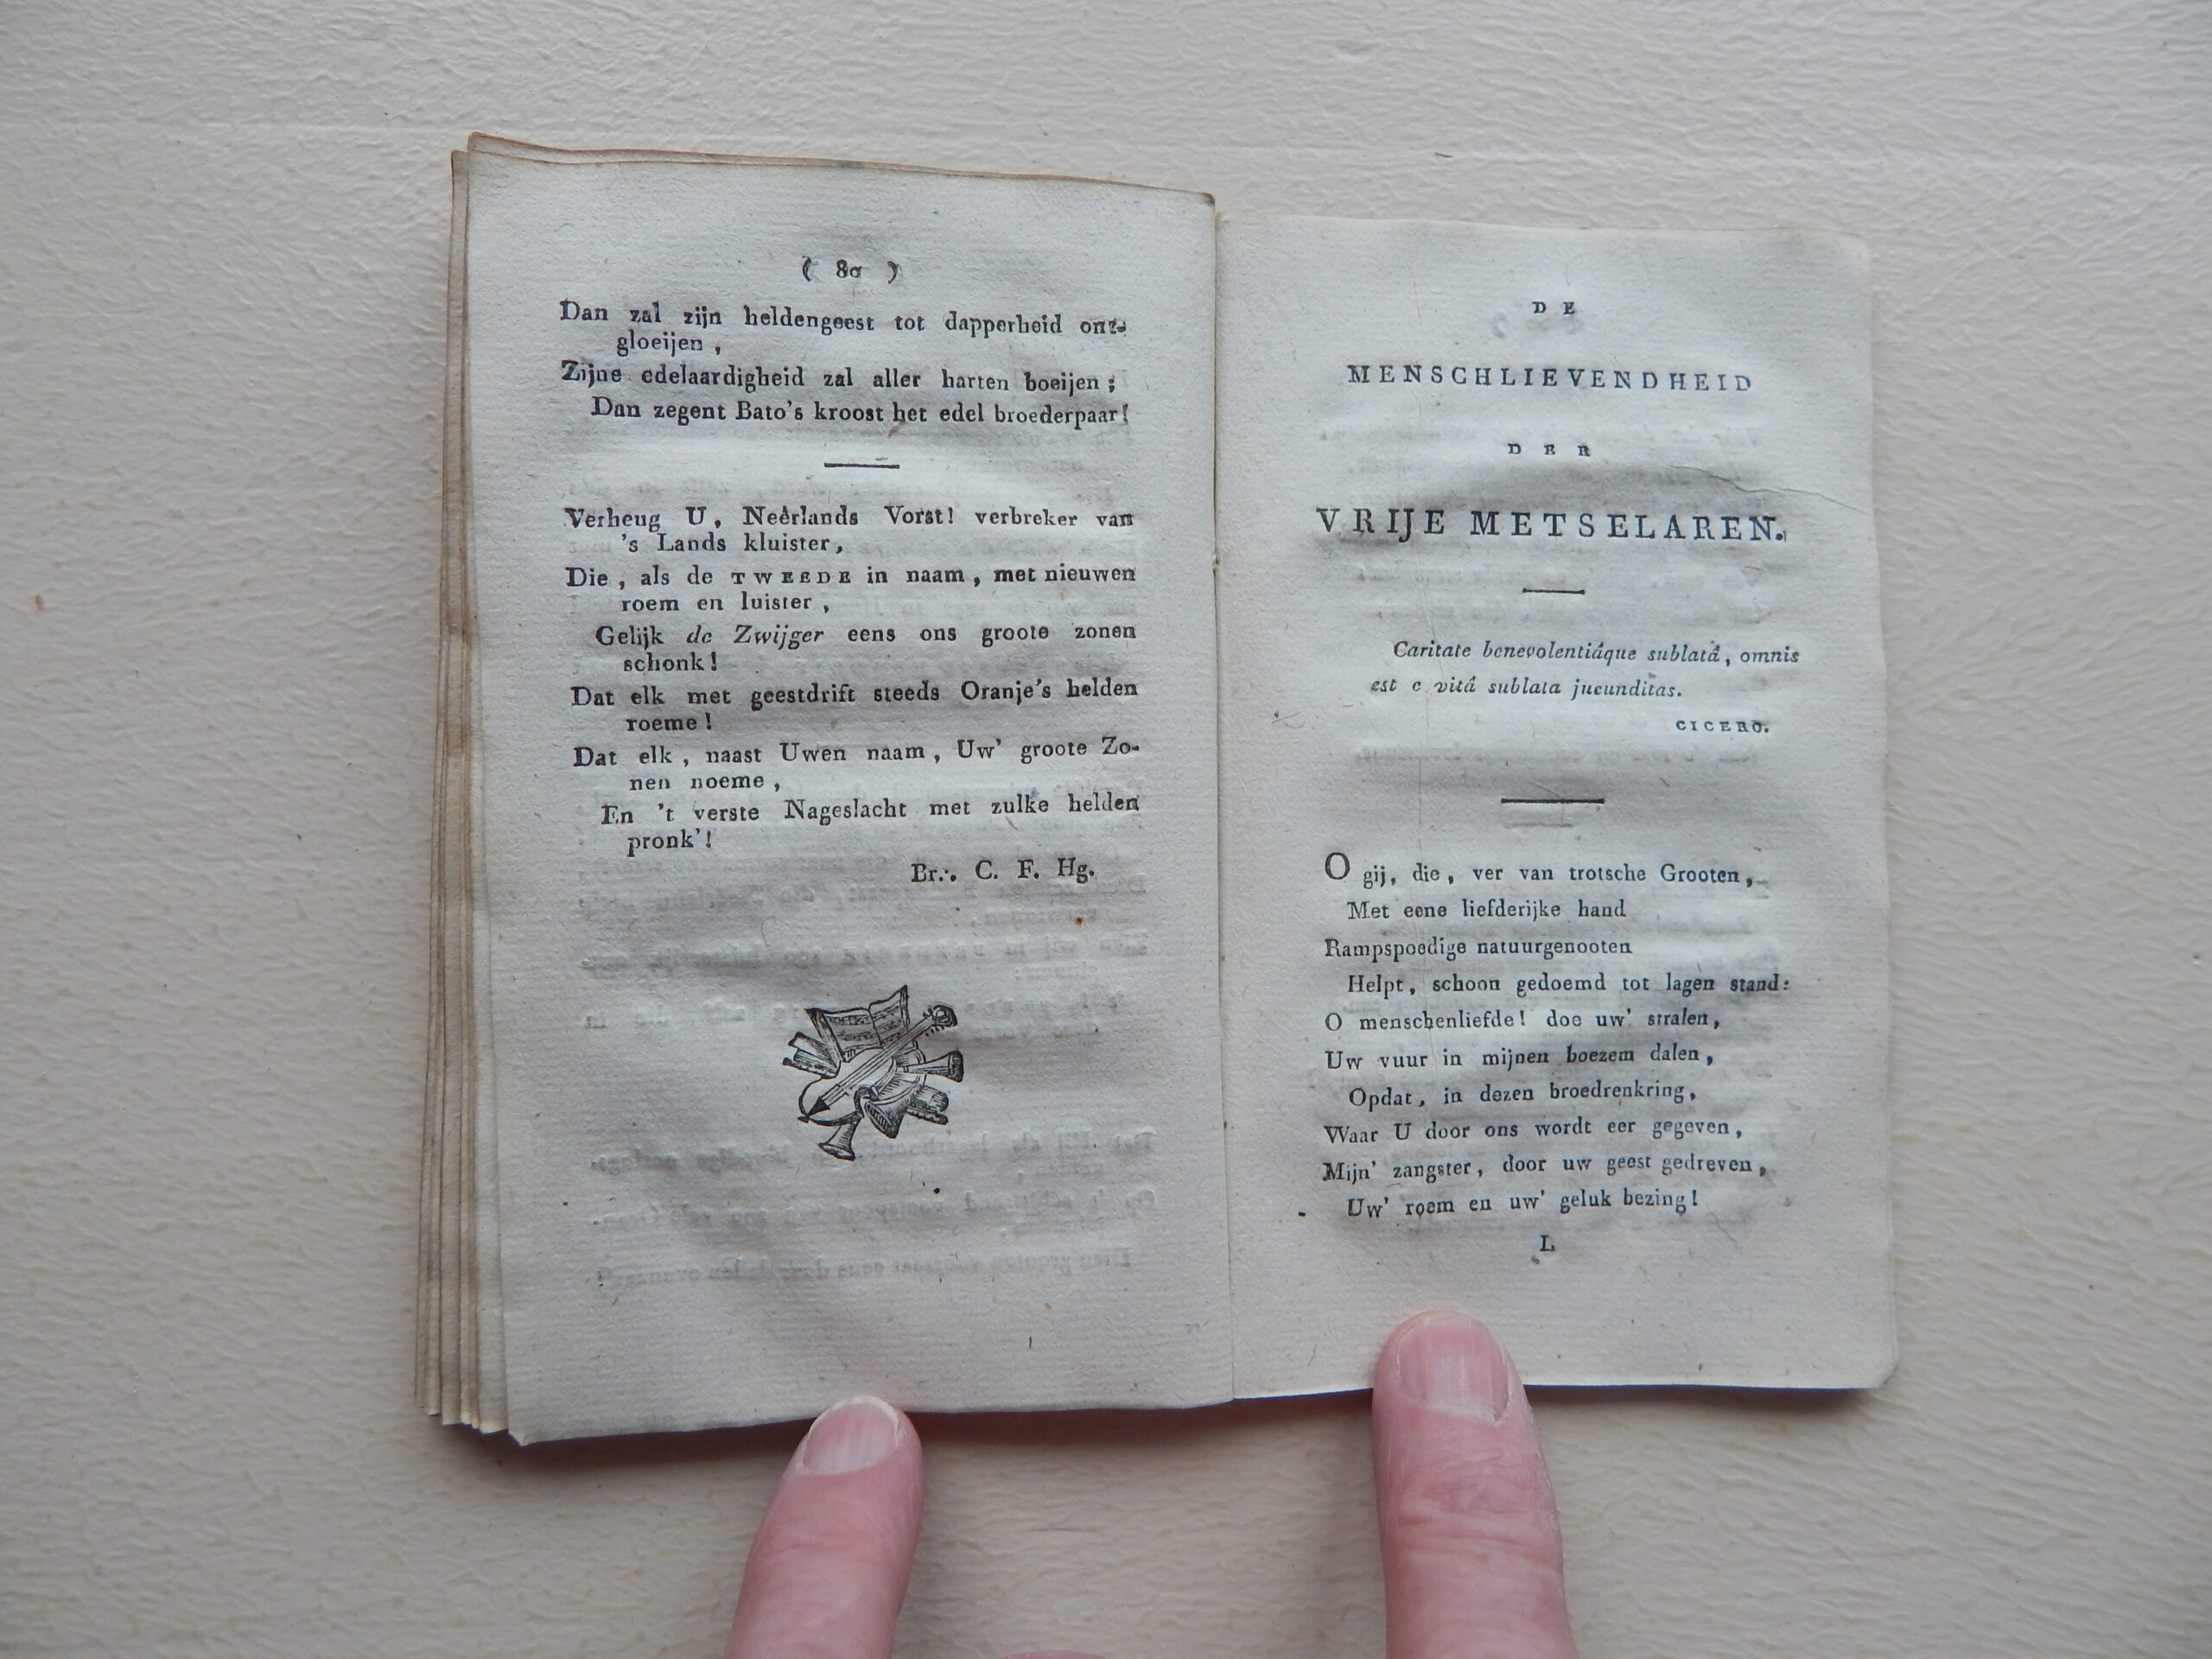 ( 80 )
Dan zal zijn heldengeest tot dapperheid ont-
gloeijen ,
Zijne edelaardigheid zal aller harten boeijen ;
Dan zegent Bato's kroost het edel broederpaar!
Verheug U, Neêrlands Vorst! verbreker van
's Lands kluister,
Die, als de TWEEDE in naam, met nieuwen
roem en luister ,
Gelijk de Zwijger eens ons groote zonen
schonk!
Dat elk met geestdrift steeds Oranje's helden
roeme!
Dat elk, naast Uwen naam, Uw' groote Zo-
nen noeme ,
En 't verste Nageslacht met zulke helden
pronk'!
Br∴ C. F. Hg.
DE
MENSCHLIEVENDHEID
DER
VRIJE METSELAREN.
Caritate benevolentiâque sublatâ, omnis
est e vitâ sublata jucunditas.
CICERO.
O gij, die, ver van trotsche Grooten,
Met eene liefderijke hand
Rampspoedige natuurgenooten
Helpt, schoon gedoemd tot lagen stand:
O menschenliefde! doe uw' stralen,
Uw vuur in mijnen boezem dalen,
Opdat, in dezen broedrenkring,
Waar U door ons wordt eer gegeven,
Mijn' zangster, door uw geest gedreven,
Uw' roem en uw' geluk bezing!
L